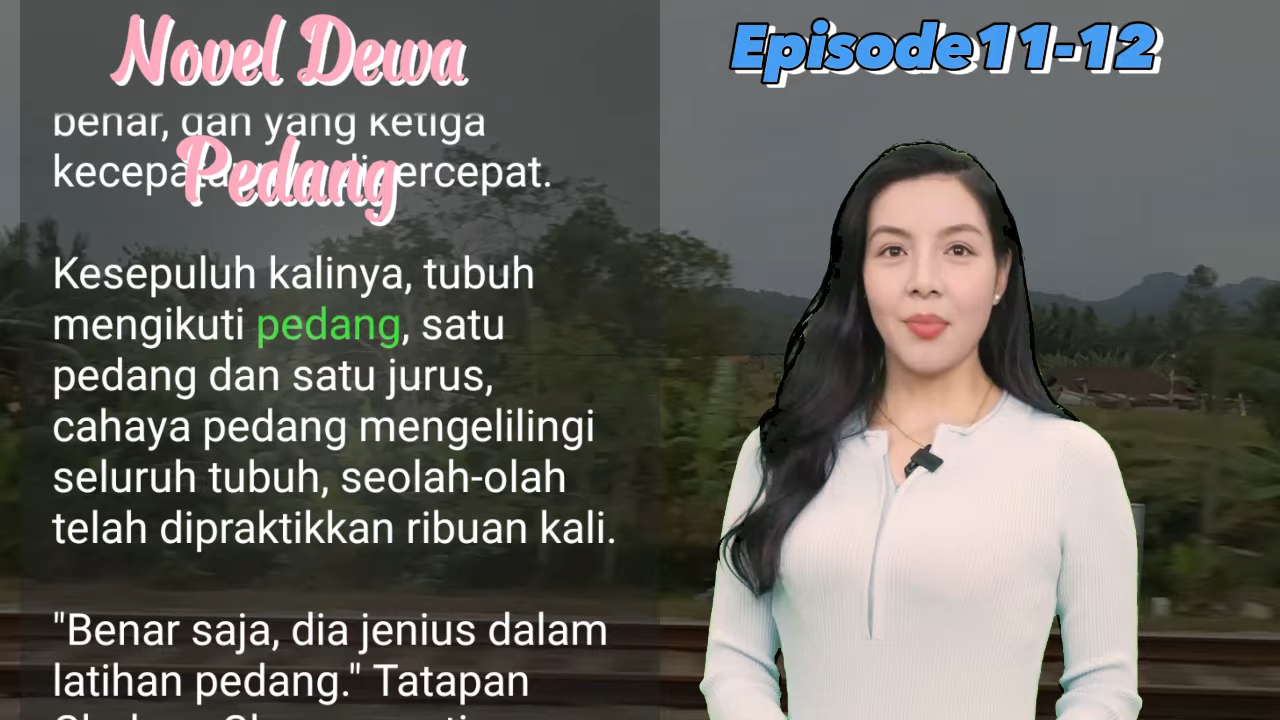 Novel Dewa
Pedang
Episode11-12
benar, dan yang ketiga
Kesepuluh kalinya, tubuh
mengikuti pedang, satu
pedang dan satu jurus,
cahaya pedang mengelilingi
seluruh tubuh, seolah-olah
telah dipraktikkan ribuan kali.
"Benar saja, dia jenius dalam
latihan pedang." Tatapan